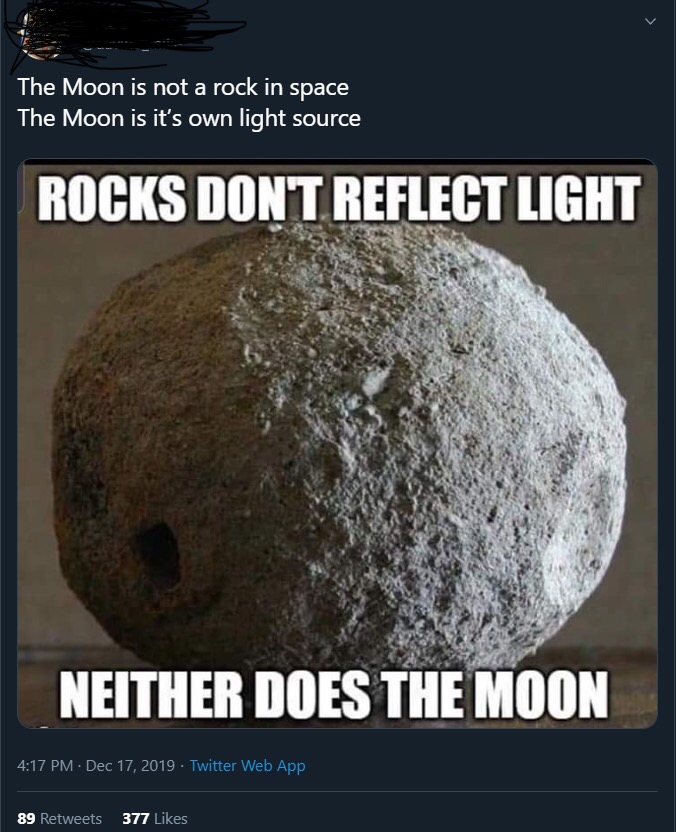 The Moon is not a rock in space
The Moon is it's own light source
ROCKS DON'T REFLECT LIGHT
NEITHER DOES THE MOON
4:17 PM · Dec 17, 2019 · Twitter Web App
89 Retweets 377 Likes